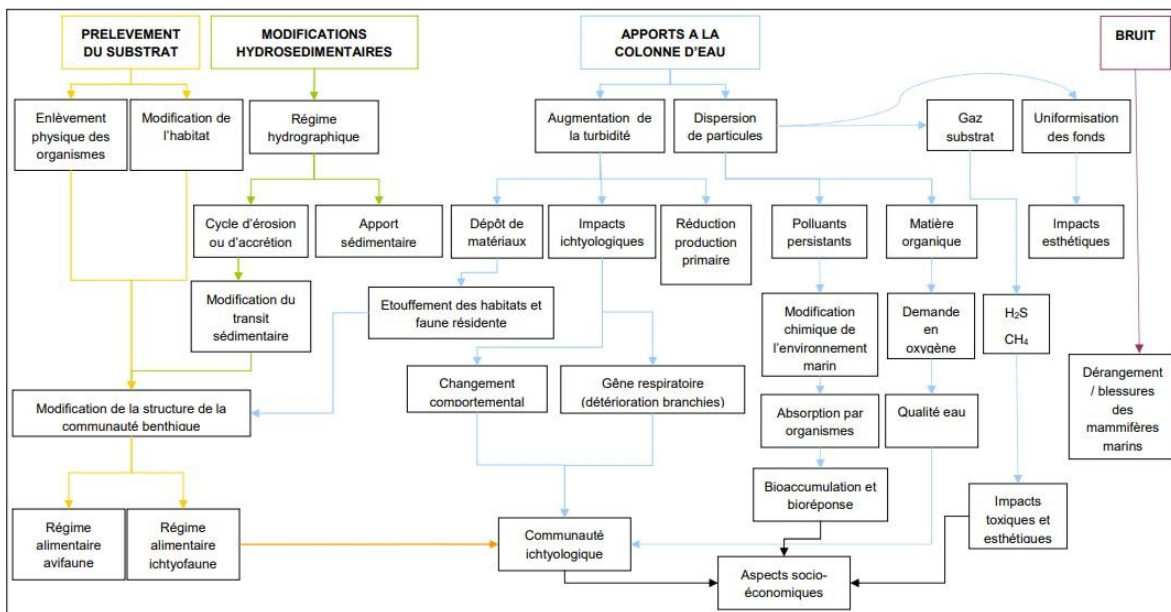 PRELEVEMENT
DU SUBSTRAT
MODIFICATIONS
HYDROSEDIMENTAIRES
APPORTS A LA
COLONNE D'EAU
BRUIT
Enlèvement
physique des
organismes
Modification de
l'habitat
Régime
hydrographique
Augmentation de
la turbidité
Dispersion de
particules
Gaz
substrat
Uniformisation
des fonds
Cycle d'érosion
ou d'accrétion
Apport
sédimentaire
Dépôt de
matériaux
Impacts
ichtyologiques
Réduction
production
primaire
Polluants
persistants
Matière
organique
Impacts
esthétiques
Modification du
transit
sédimentaire
Etouffement des habitats et
faune résidente
Modification
chimique de
l'environnement
marin
Demande
en
oxygène
H₂S
CH₄
Dérangement
/ blessures
des
mammifères
marins
Modification de la structure de la
communauté benthique
Changement
comportemental
Gêne respiratoire
(détérioration branchies)
Absorption par
organismes
Qualité eau
Bioaccumulation et
bioréponse
Impacts
toxiques et
esthétiques
Régime
alimentaire
avifaune
Régime
alimentaire
ichtyofaune
Communauté
ichtyologique
Aspects socio-
économiques